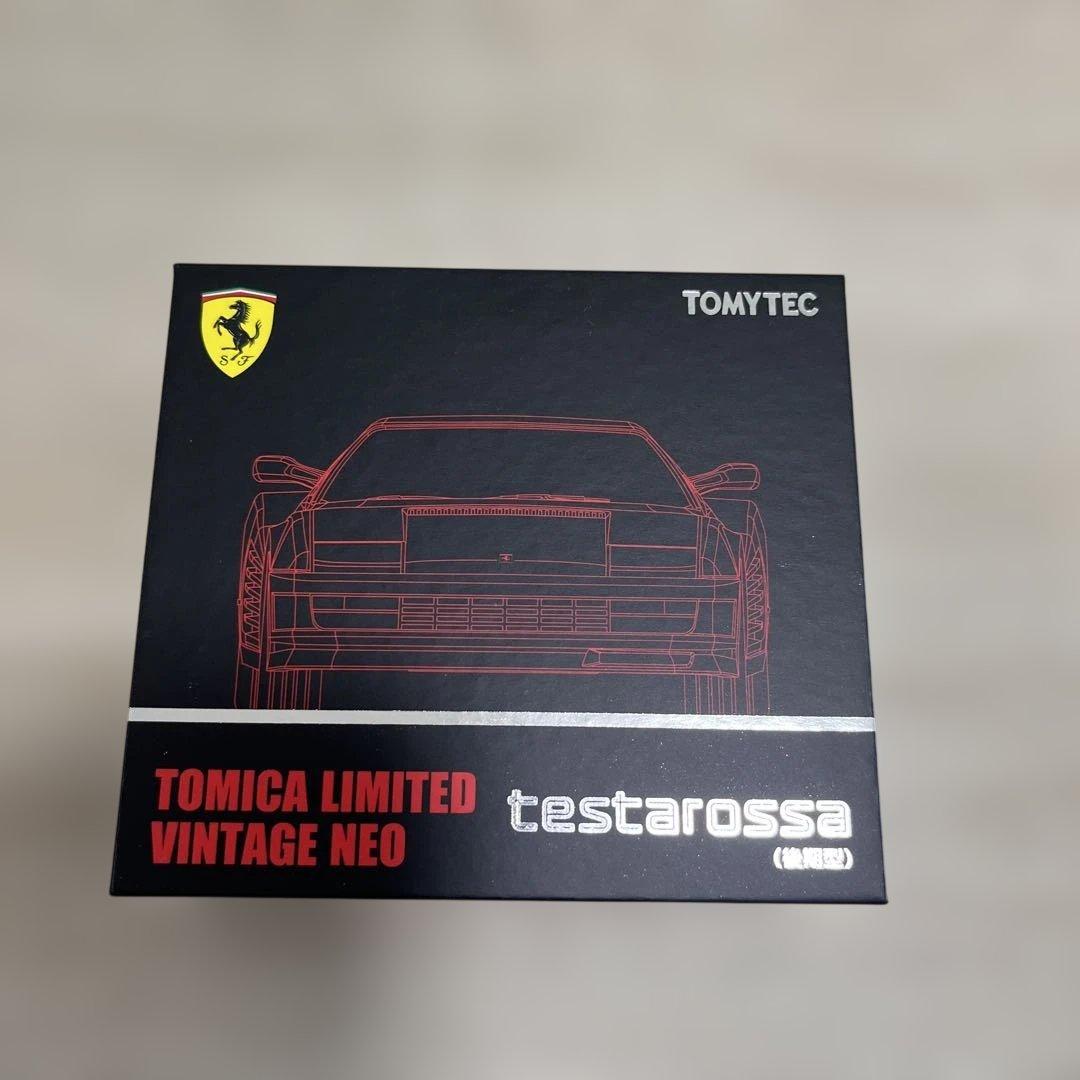 S F
TOMYTEC
TOMICA LIMITED
VINTAGE NEO
testarossa
(後期型)